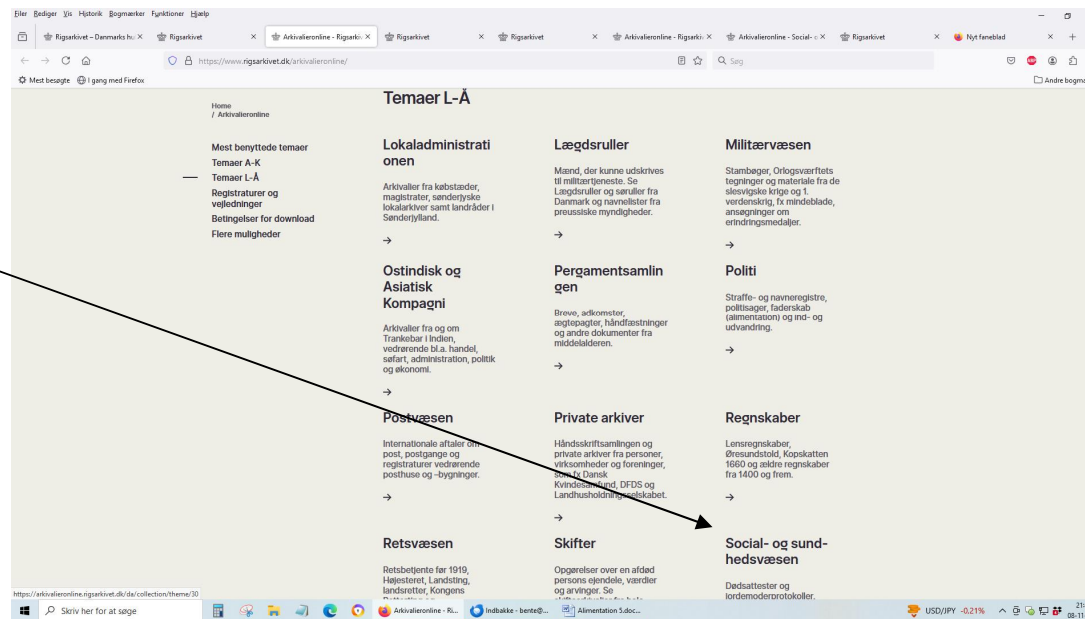 Filer Rediger Vis Historik Bogmærker Funktioner Hjælp
Rigsarkivet – Danmarks hu
Rigsarkivet
Arkivalieronline - Rigsarkiv
Rigsarkivet
Rigsarkivet
Arkivalieronline - Rigsarkiv
Arkivalieronline - Social- o
Rigsarkivet
Nyt faneblad
https://www.rigsarkivet.dk/arkivalieronline/
Søg
Mest besøgte
I gang med Firefox
Andre bogmæ
Home
/ Arkivalieronline
Mest benyttede temaer
Temaer A-K
Temaer L-Å
Registraturer og
vejledninger
Betingelser for download
Flere muligheder
Temaer L-Å
Lokaladministrati
onen
Arkivalier fra købstæder,
magistrater, sønderjyske
lokalarkiver samt landråder i
Sønderjylland.
→
Lægdsruller
Mænd, der kunne udskrives
til militærtjeneste. Se
Lægdsruller og søruller fra
Danmark og navnelister fra
preussiske myndigheder.
→
Militærvæsen
Stambøger, Orlogsværftets
tegninger og materiale fra de
slesvigske krige og 1.
verdenskrig, fx mindeblade,
ansøgninger om
erindringsmedaljer.
→
Ostindisk og
Asiatisk
Kompagni
Arkivalier fra og om
Trankebar i Indien,
vedrørende bl.a. handel,
søfart, administration, politik
og økonomi.
→
Pergamentsamlin
gen
Breve, adkomster,
ægtepagter, håndfæstninger
og andre dokumenter fra
middelalderen.
→
Politi
Straffe- og navneregistre,
politisager, faderskab
(alimentation) og ind- og
udvandring.
→
Postvæsen
Internationale aftaler om
post, postgange og
registraturer vedrørende
posthuse og -bygninger.
→
Private arkiver
Håndsskriftsamlingen og
private arkiver fra personer,
virksomheder og foreninger,
som fx Dansk
Kvindesamfund, DFDS og
Landhusholdningsselskabet.
→
Regnskaber
Lensregnskaber,
Øresundstold, Kopskatten
1660 og ældre regnskaber
fra 1400 og frem.
→
Retsvæsen
Retsbetjente før 1919,
Højesteret, Landsting,
landsretter, Kongens
Skifter
Opgørelser over en afdød
persons ejendele, værdier
og arvinger. Se
Social- og sund-
hedsvæsen
Dødsattester og
jordemoderprotokoller.
https://arkivalieronline.rigsarkivet.dk/da/collection/theme/30
Skriv her for at søge
Arkivalieronline - Ri...
Indbakke - bente@...
Alimentation 5.doc...
USD/JPY -0.21%
21:
08-11